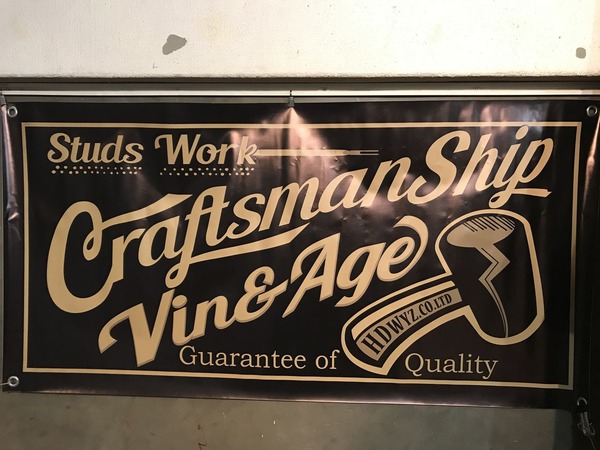 Studs Work
CraftsmanShip
Vin&Age
HDWYZ.CO.LTD
Guarantee of Quality